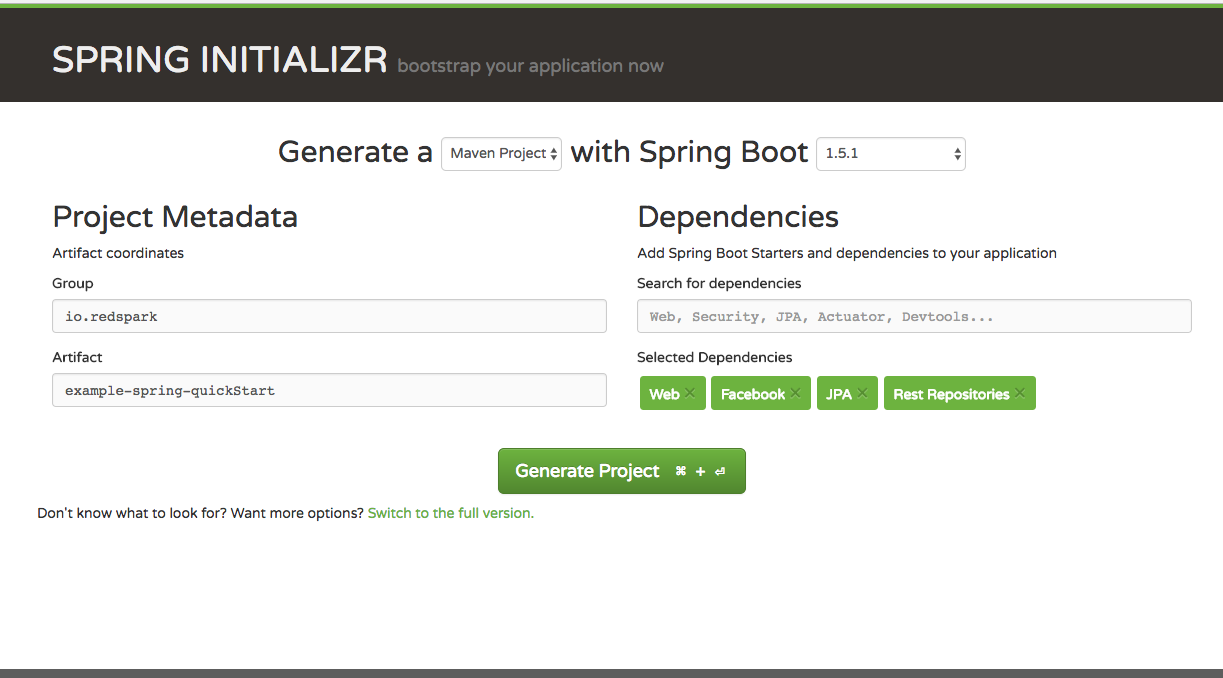 SPRING INITIALIZR bootstrap your application now
Generate a Maven Project with Spring Boot 1.5.1
Project Metadata
Artifact coordinates
Group
io.redspark
Artifact
example-spring-quickStart
Dependencies
Add Spring Boot Starters and dependencies to your application
Search for dependencies
Web, Security, JPA, Actuator, Devtools...
Selected Dependencies
Web × Facebook × JPA × Rest Repositories ×
Generate Project ⌘ + ⏎
Don't know what to look for? Want more options? Switch to the full version.